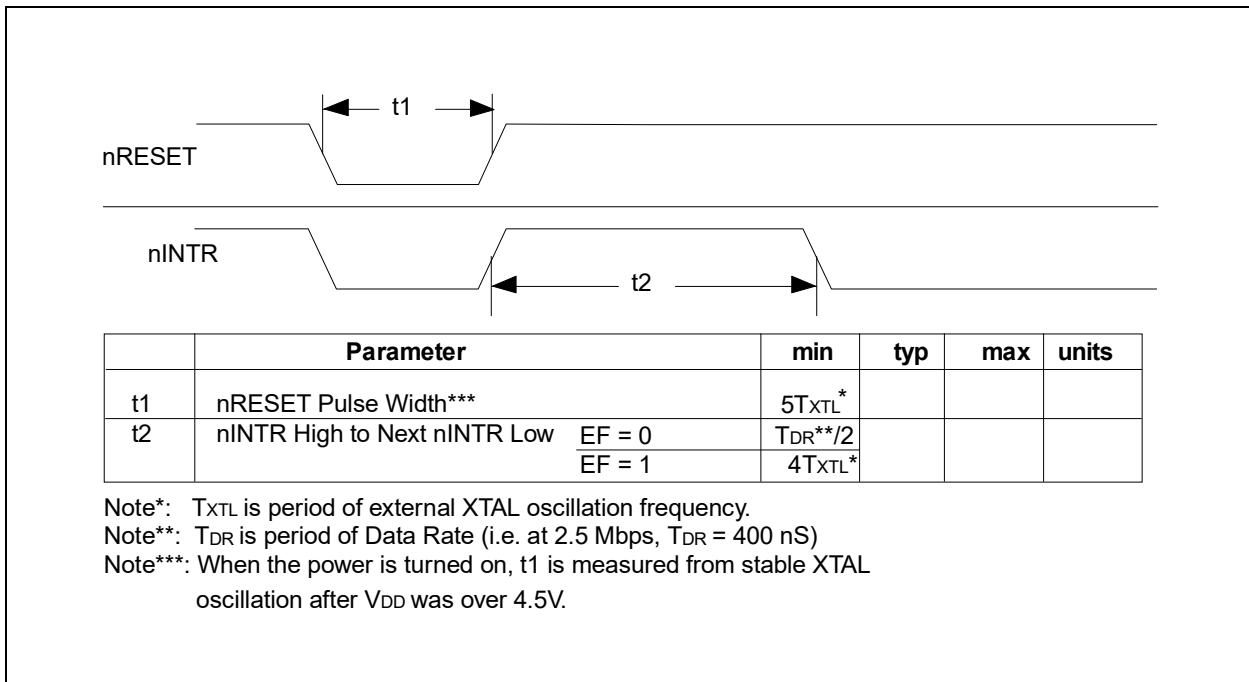 t1
nRESET
nINTR
t2
Parameter min typ max units
t1 nRESET Pulse Width*** 5TXTL*
t2 nINTR High to Next nINTR Low EF = 0 TDR**/2
EF = 1 4TXTL*
Note*: TXTL is period of external XTAL oscillation frequency.
Note**: TDR is period of Data Rate (i.e. at 2.5 Mbps, TDR = 400 nS)
Note***: When the power is turned on, t1 is measured from stable XTAL
oscillation after VDD was over 4.5V.